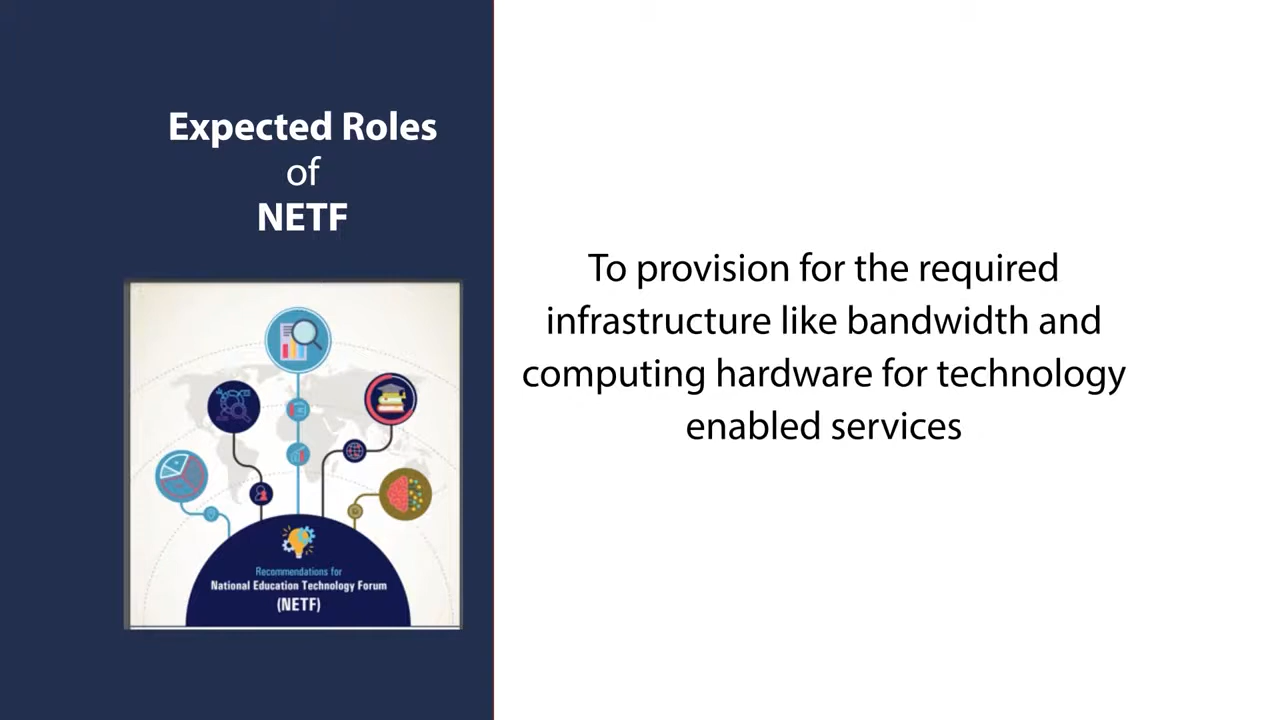 Expected Roles
of
NETF
Recommendations for
National Education Technology Forum
(NETF)
To provision for the required
infrastructure like bandwidth and
computing hardware for technology
enabled services